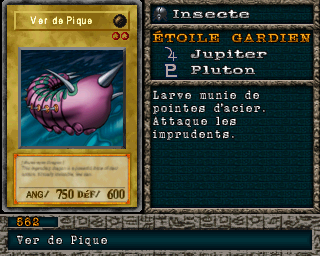 Ver de Pique
ANG/ 750 DÉF/ 600
Insecte
ÉTOILE GARDIEN
Jupiter
Pluton
Larve munie de
pointes d'acier.
Attaque les
imprudents.
562
Ver de Pique